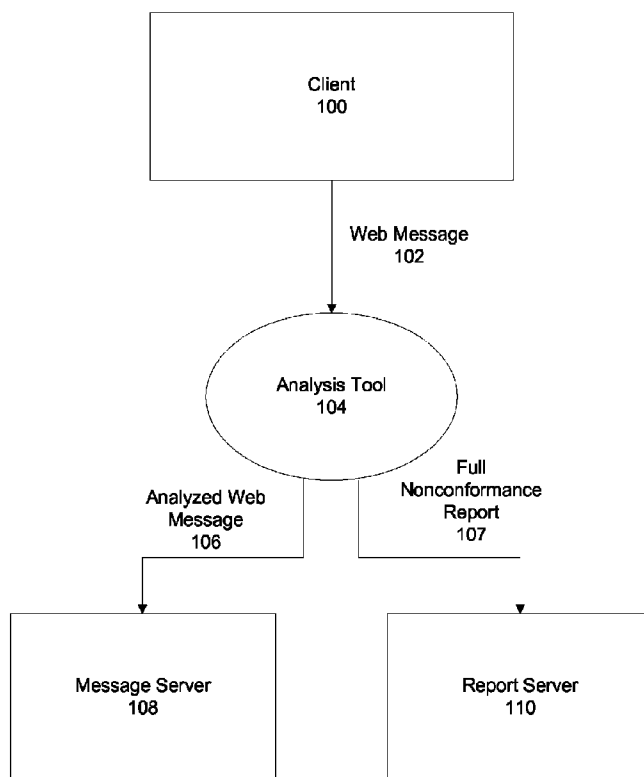 Client
100
Web Message
102
Analysis Tool
104
Analyzed Web
Message
106
Full
Nonconformance
Report
107
Message Server
108
Report Server
110